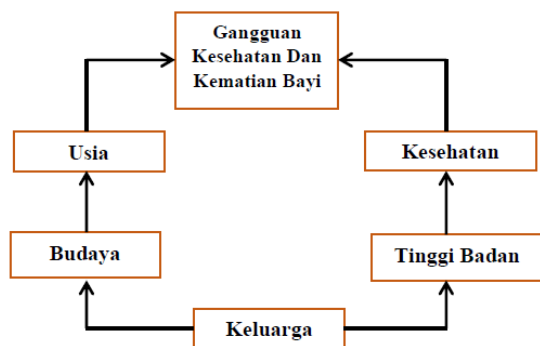 Gangguan
Kesehatan Dan
Kematian Bayi
Usia
Kesehatan
Budaya
Tinggi Badan
Keluarga